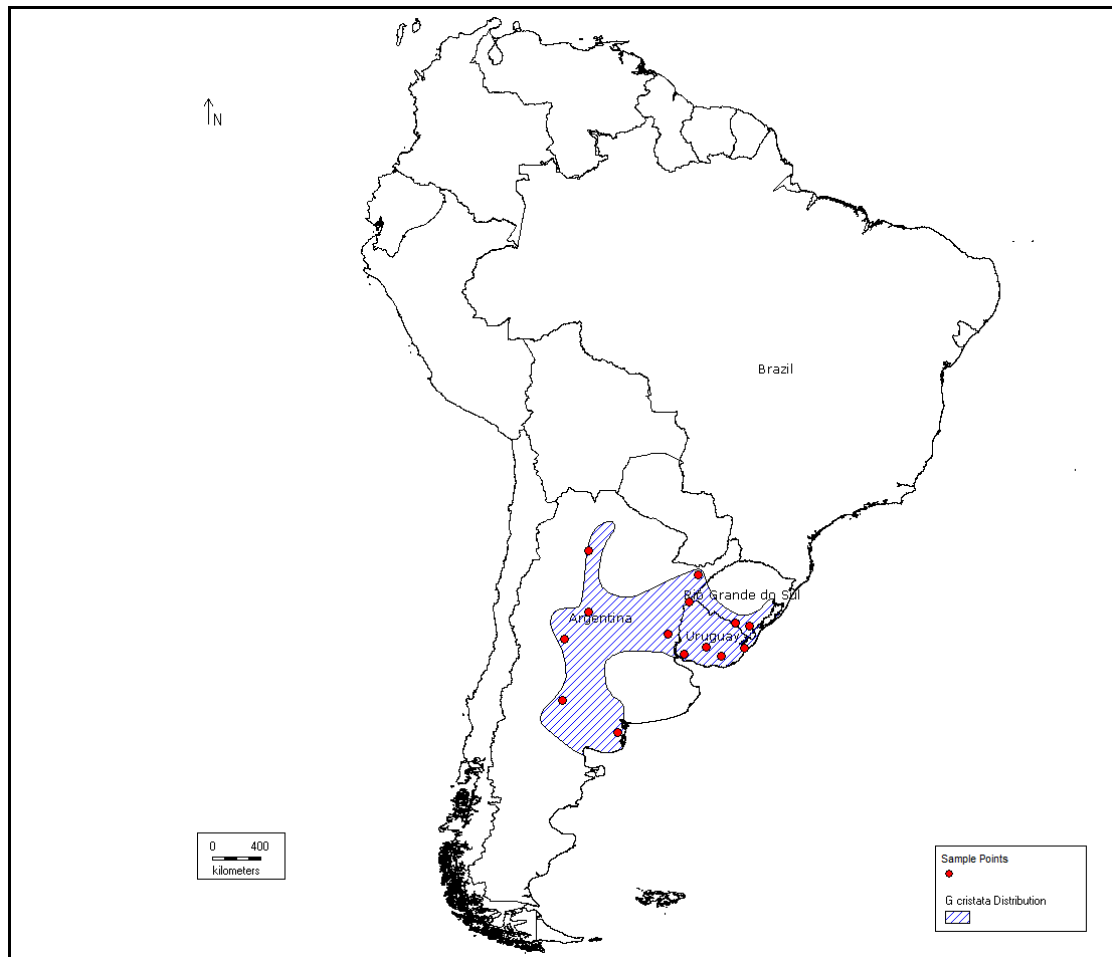 N
Brazil
Rio Grande do Sul
Argentina
Uruguay
0 400
kilometers
Sample Points
G cristata Distribution